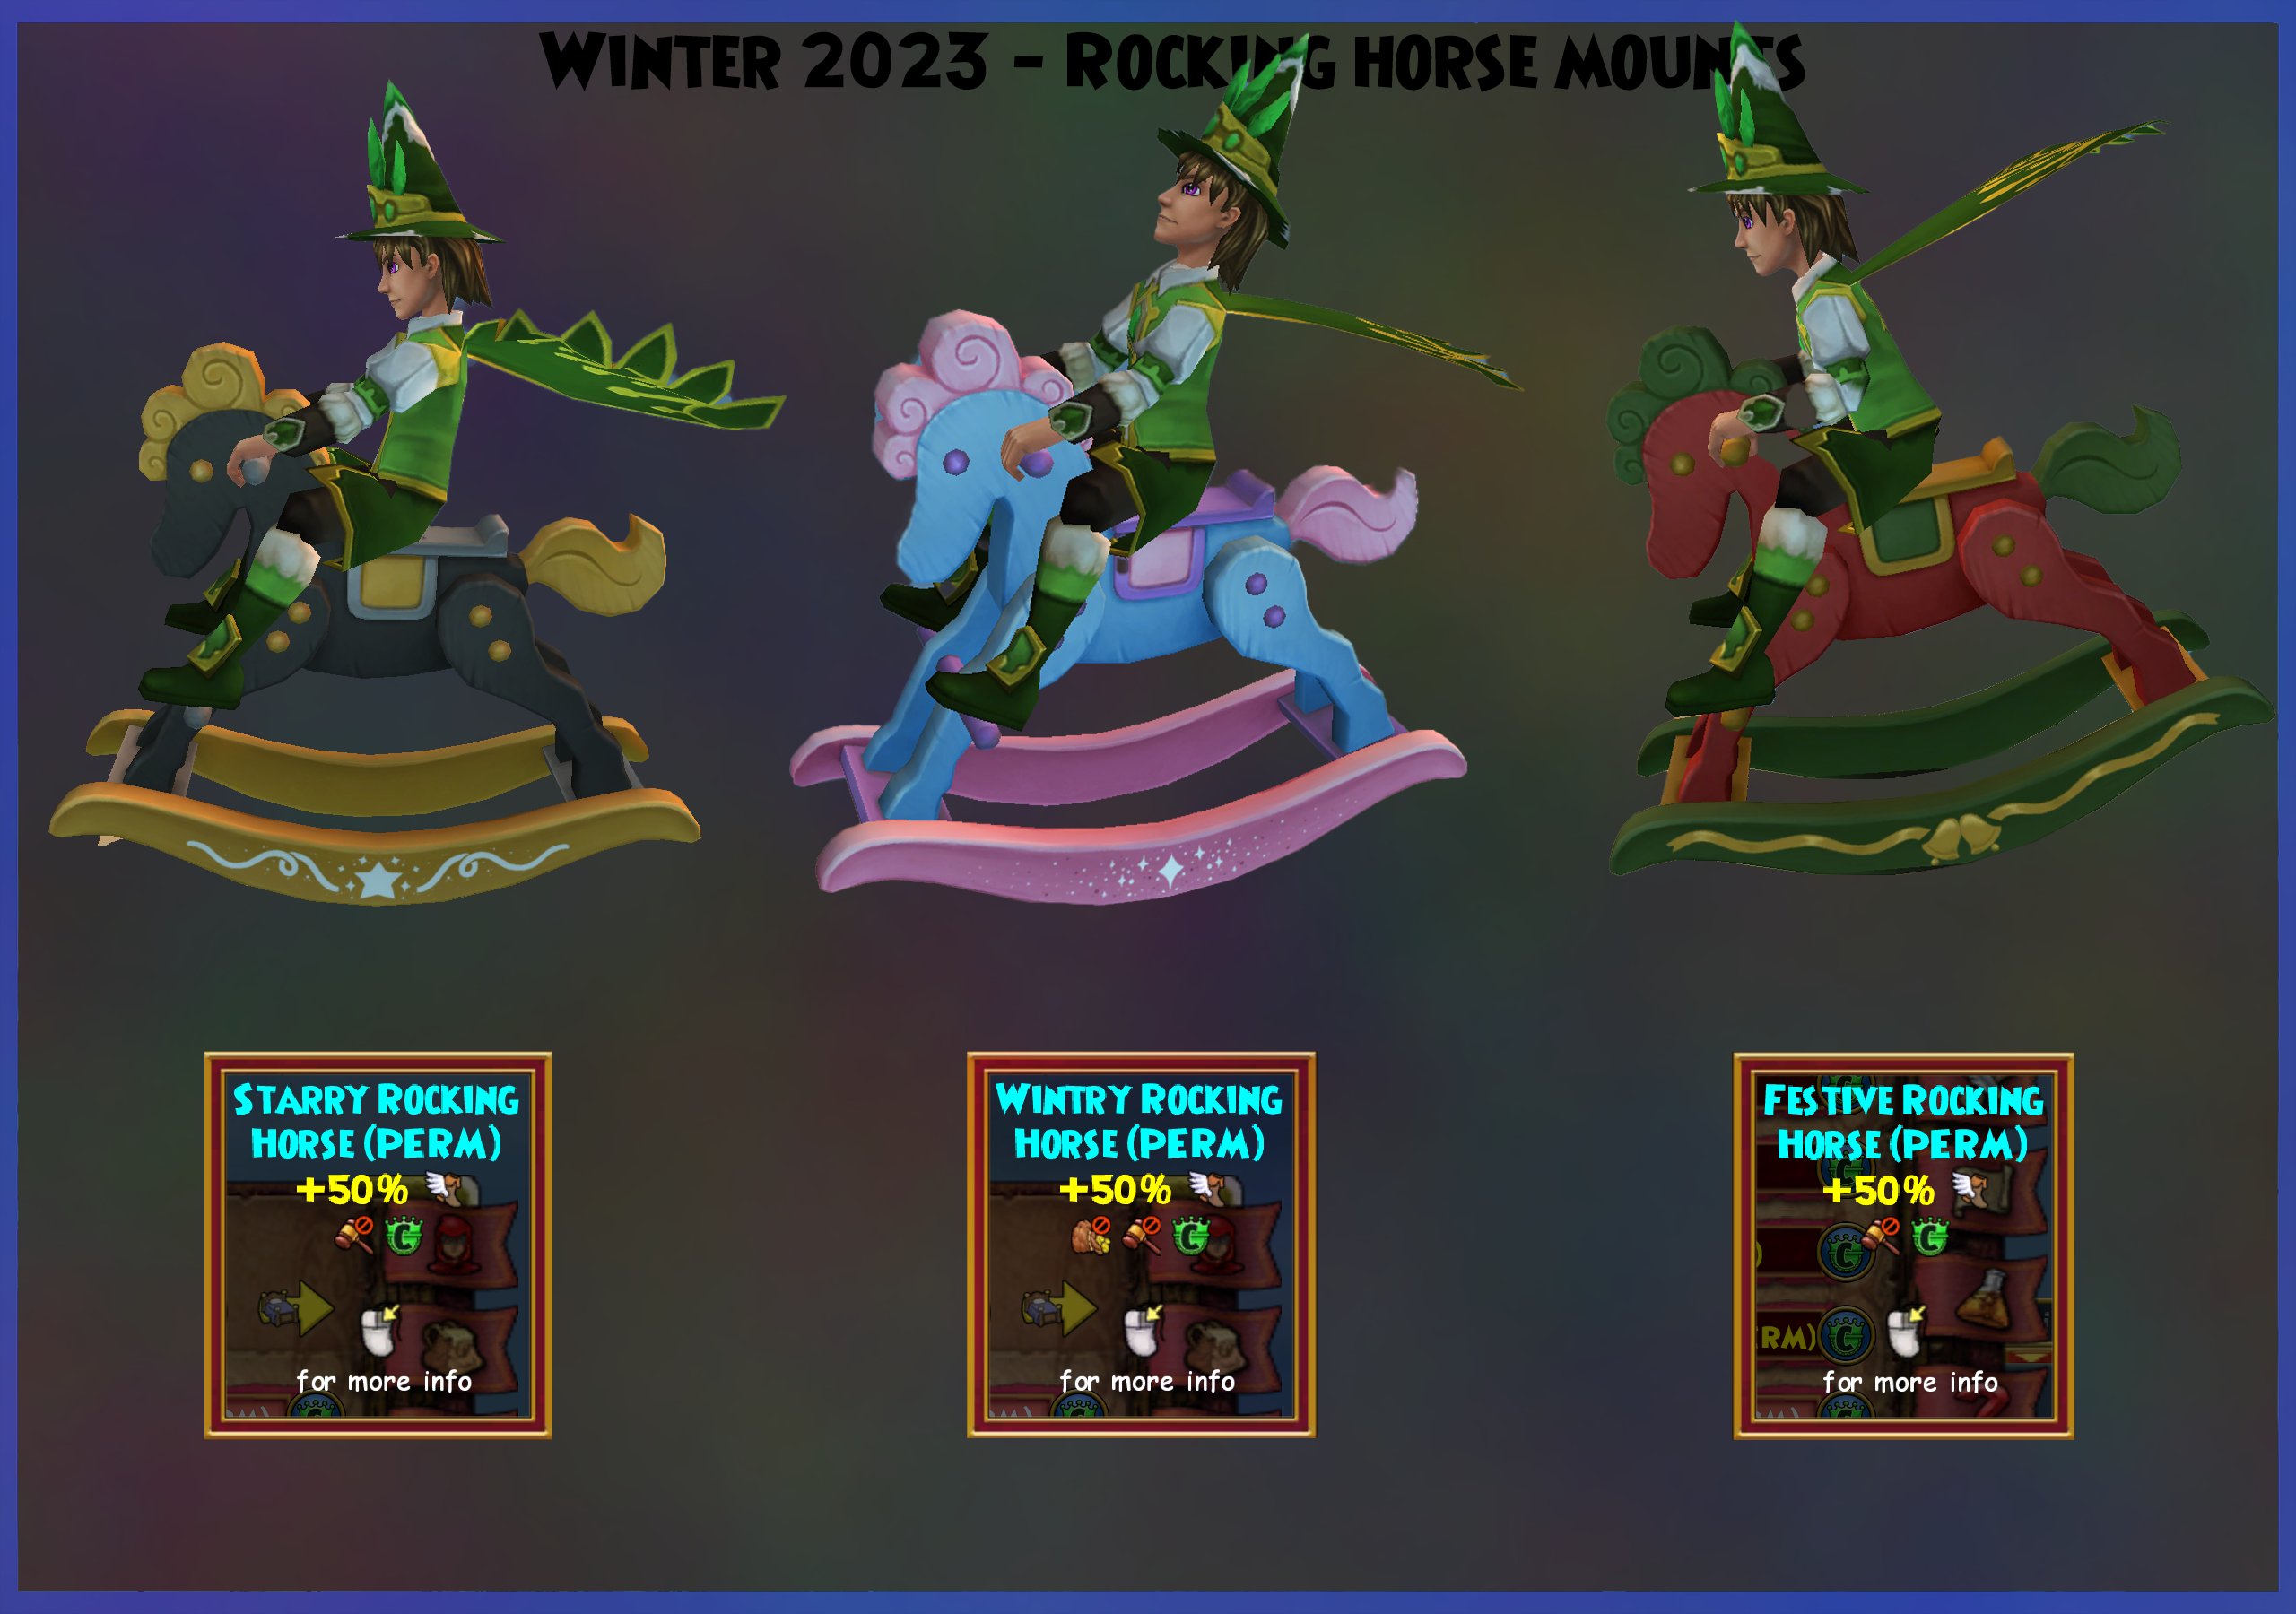 Winter 2023 - Rocking Horse Mounts
Starry Rocking
Horse (PERM)
+50%
C
for more info
Wintry Rocking
Horse (PERM)
+50%
C
for more info
Festive Rocking
Horse (PERM)
+50%
C
C
RM) C
for more info